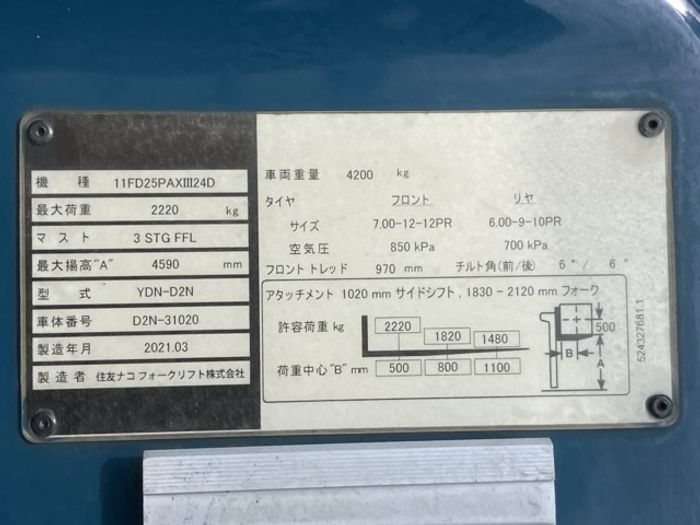 機 種 11FD25PAXⅢ24D
最大荷重 2220 kg
マスト 3 STG FFL
最大揚高"A" 4590 mm
型 式 YDN-D2N
車体番号 D2N-31020
製造年月 2021.03
製造者 住友ナコ フォークリフト株式会社
車両重量 4200 kg
タイヤ フロント リヤ
サイズ 7.00-12-12PR 6.00-9-10PR
空気圧 850 kPa 700 kPa
フロント トレッド 970 mm チルト角(前/後) 6° / 6°
アタッチメント 1020 mm サイドシフト , 1830 - 2120 mm フォーク
許容荷重 kg 2220 1820 1480
荷重中心"B" mm 500 800 1100
500
B
A
524327681.1